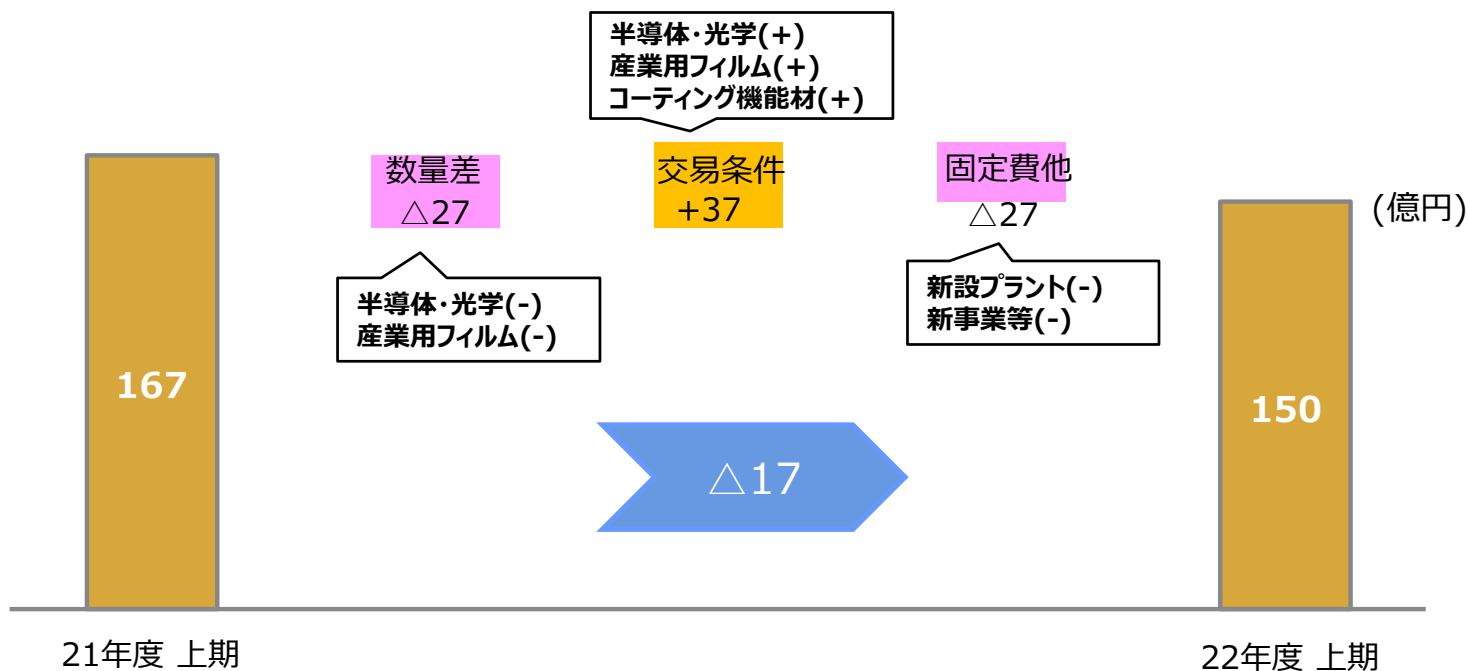 半導体・光学(+)
産業用フィルム(+)
コーティング機能材(+)
数量差
△27
交易条件
+37
固定費他
△27
(億円)
半導体・光学(-)
産業用フィルム(-)
新設プラント(-)
新事業等(-)
167
△17
150
21年度 上期
22年度 上期